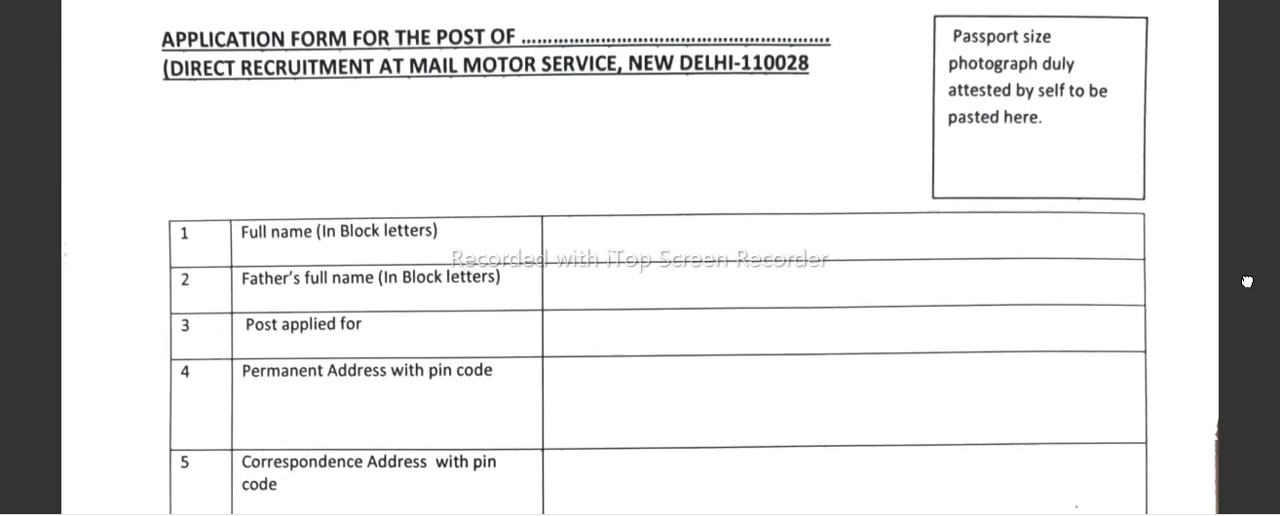 APPLICATION FORM FOR THE POST OF ............................................................
(DIRECT RECRUITMENT AT MAIL MOTOR SERVICE, NEW DELHI-110028
Passport size
photograph duly
attested by self to be
pasted here.
1 Full name (In Block letters)
Recorded with iTop Screen Recorder
2 Father's full name (In Block letters)
3 Post applied for
4 Permanent Address with pin code
5 Correspondence Address with pin
code